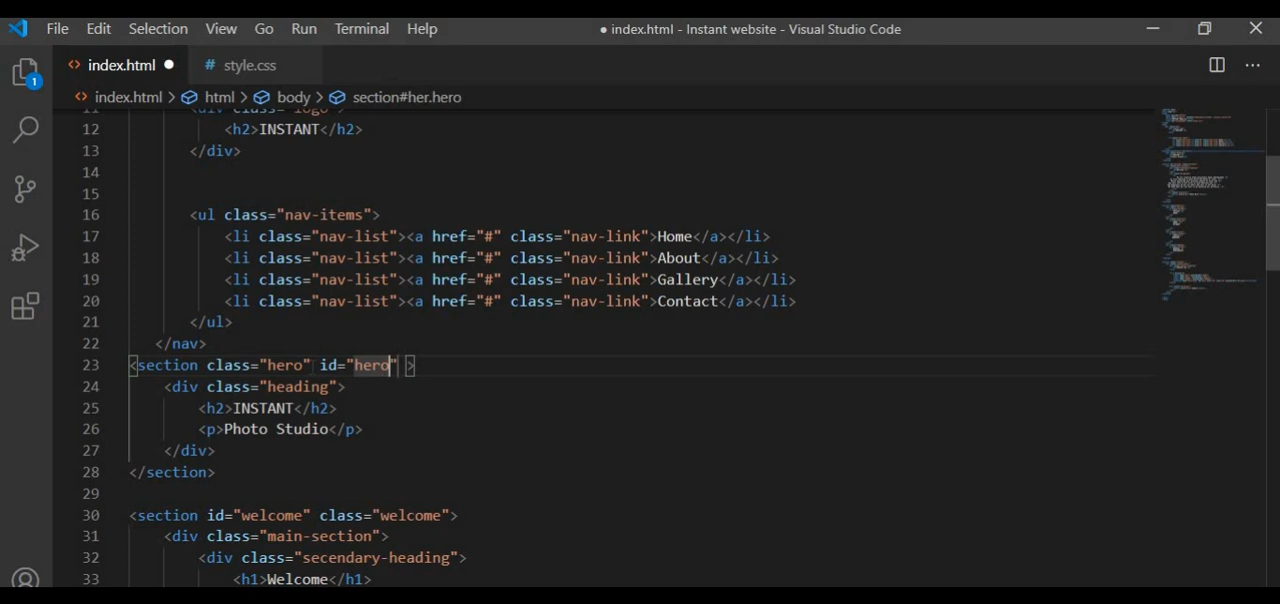 File Edit Selection View Go Run Terminal Help ● index.html - Instant website - Visual Studio Code
<> index.html ● # style.css
1 <> index.html > html > body > section#her.hero
11 <div class="logo">
12 <h2>INSTANT</h2>
13 </div>
14
15
16 <ul class="nav-items">
17 <li class="nav-list"><a href="#" class="nav-link">Home</a></li>
18 <li class="nav-list"><a href="#" class="nav-link">About</a></li>
19 <li class="nav-list"><a href="#" class="nav-link">Gallery</a></li>
20 <li class="nav-list"><a href="#" class="nav-link">Contact</a></li>
21 </ul>
22 </nav>
23 <section class="hero" id="hero" >
24 <div class="heading">
25 <h2>INSTANT</h2>
26 <p>Photo Studio</p>
27 </div>
28 </section>
29
30 <section id="welcome" class="welcome">
31 <div class="main-section">
32 <div class="secendary-heading">
33 <h1>Welcome</h1>